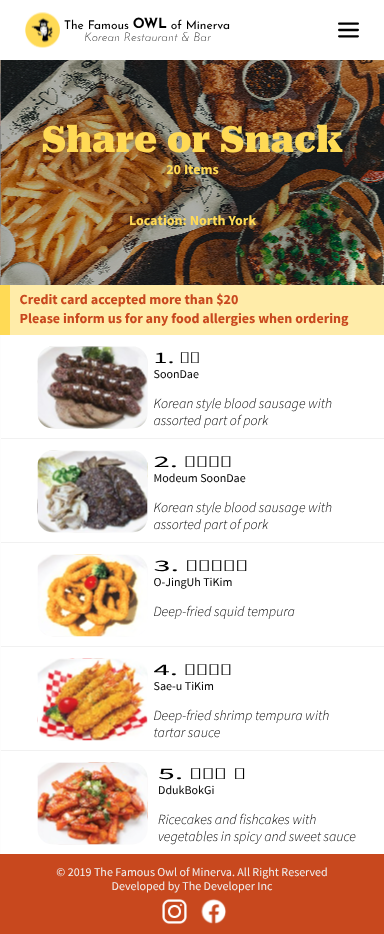 The Famous OWL of Minerva
Korean Restaurant & Bar
Share or Snack
20 Items
Location: North York
Credit card accepted more than $20
Please inform us for any food allergies when ordering
1.
SoonDae
Korean style blood sausage with
assorted part of pork
2.
Modeum SoonDae
Korean style blood sausage with
assorted part of pork
3.
O-JingUh TiKim
Deep-fried squid tempura
4.
Sae-u TiKim
Deep-fried shrimp tempura with
tartar sauce
5.
DdukBokGi
Ricecakes and fishcakes with
vegetables in spicy and sweet sauce
© 2019 The Famous Owl of Minerva. All Right Reserved
Developed by The Developer Inc